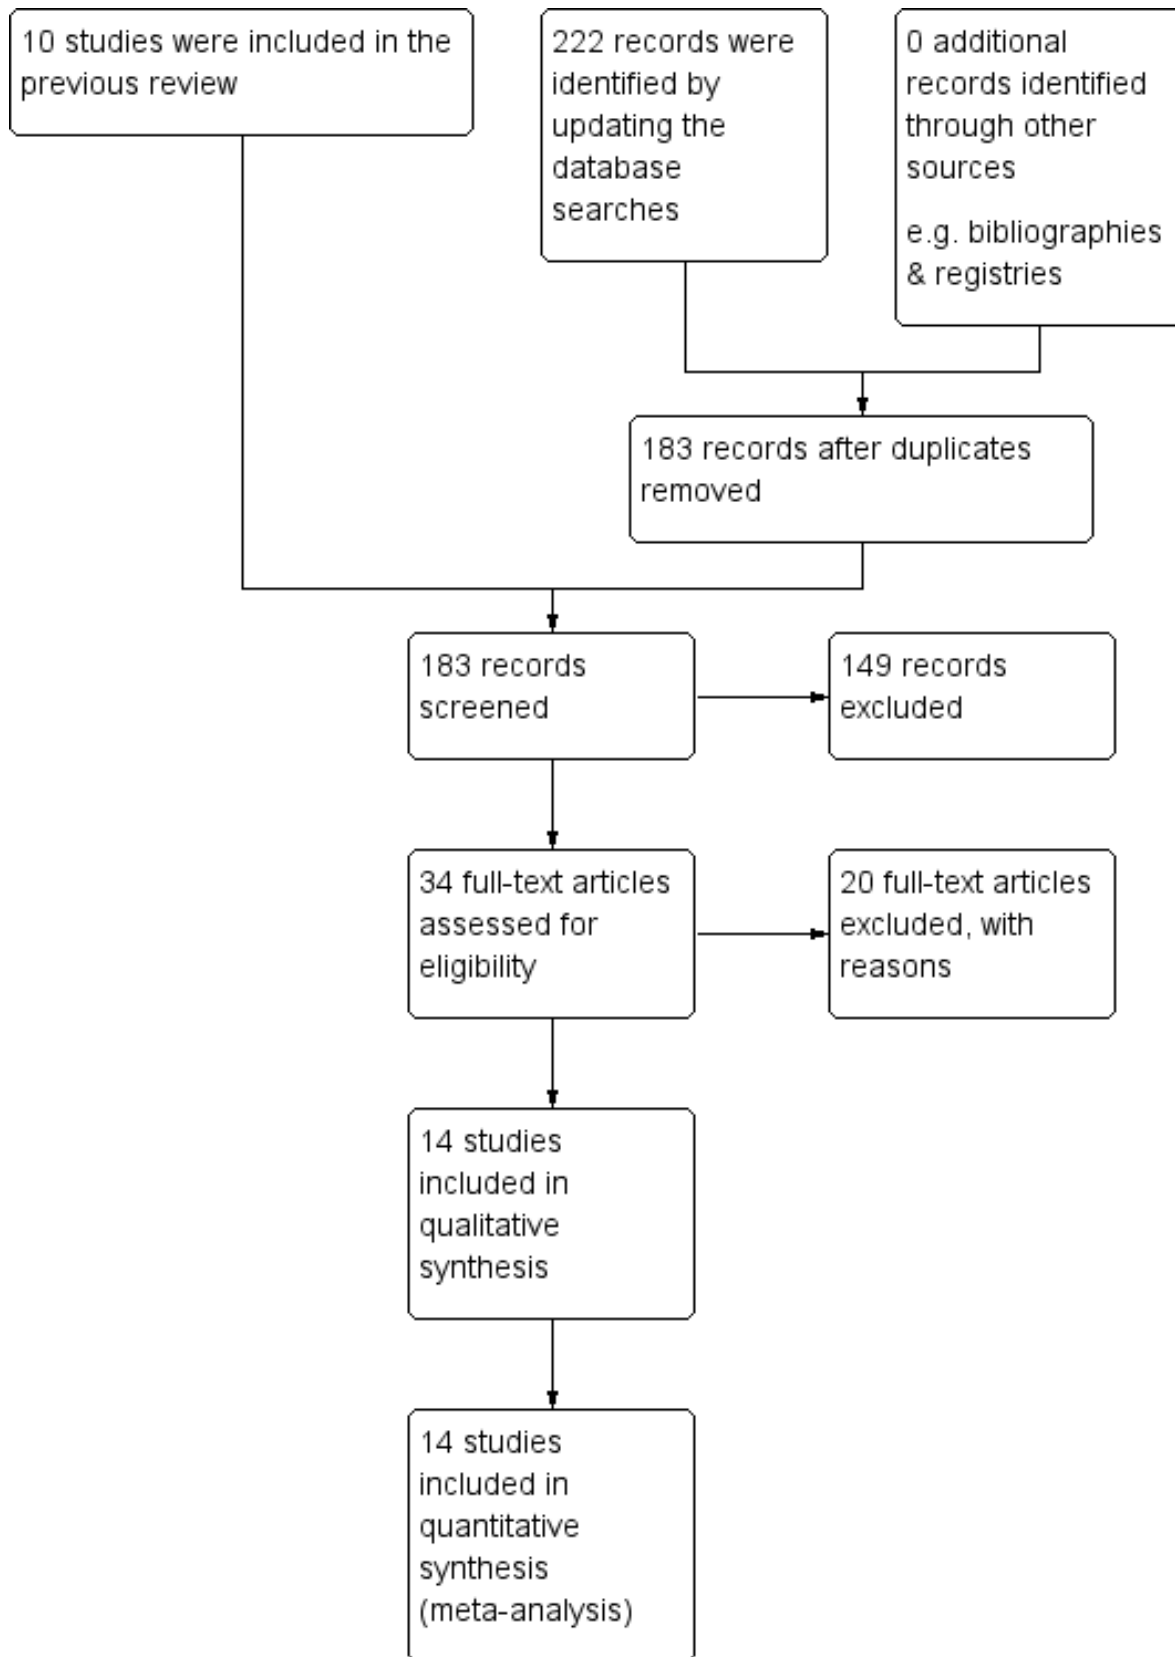 10 studies were included in the
previous review
222 records were
identified by
updating the
database
searches
0 additional
records identified
through other
sources
e.g. bibliographies
& registries
183 records after duplicates
removed
183 records
screened
149 records
excluded
34 full-text articles
assessed for
eligibility
20 full-text articles
excluded, with
reasons
14 studies
included in
qualitative
synthesis
14 studies
included in
quantitative
synthesis
(meta-analysis)